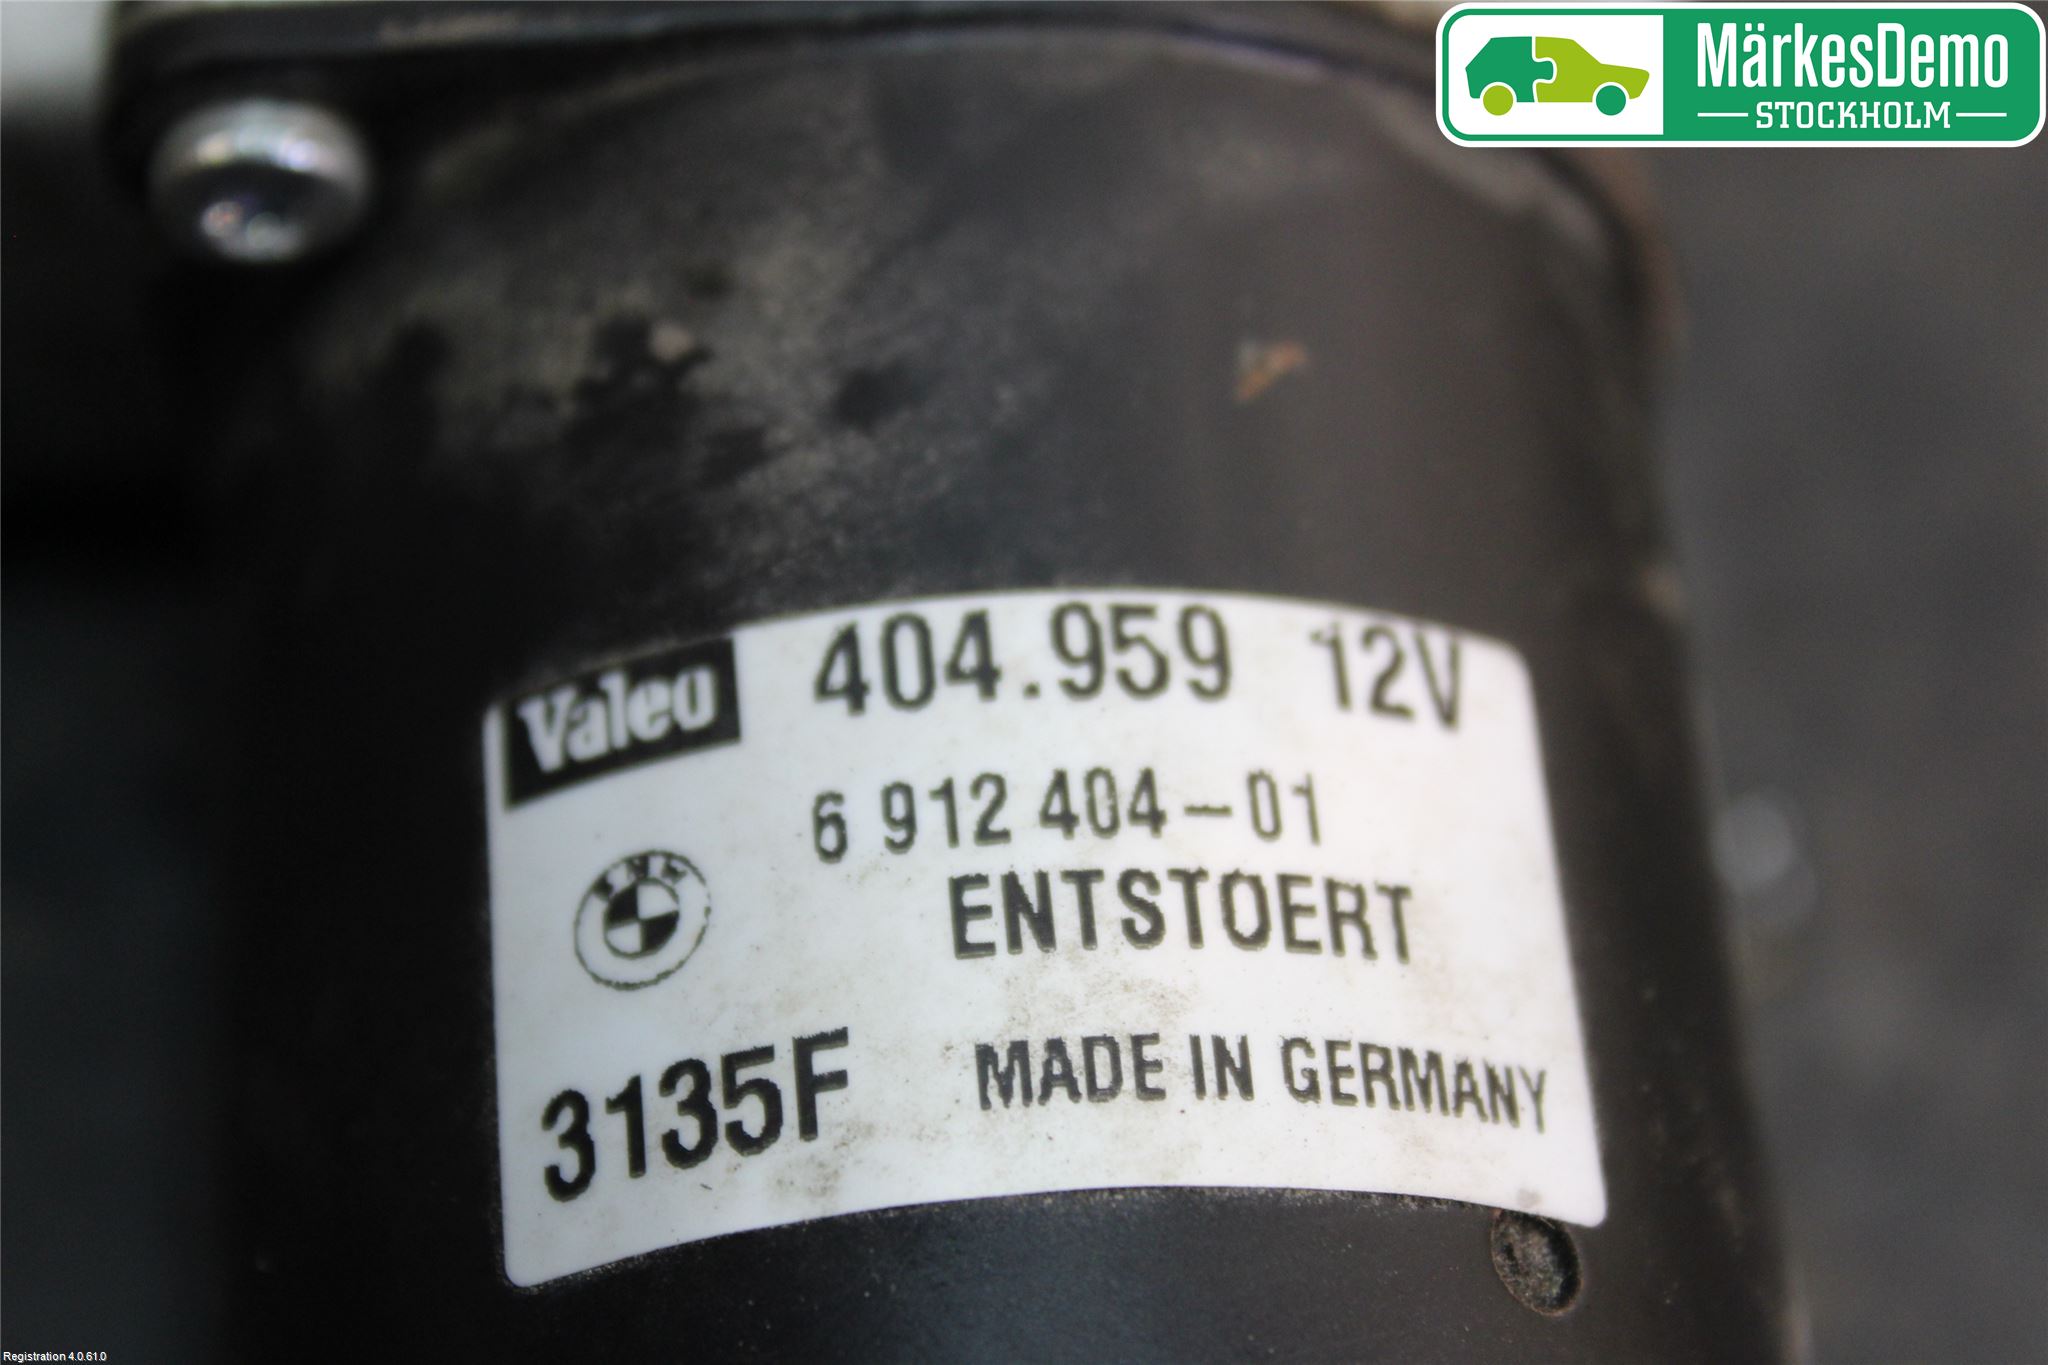 MärkesDemo
STOCKHOLM
Valeo 404.959 12V
6 912 404-01
BMW
ENTSTOERT
3135F MADE IN GERMANY
Registration 4.0.61.0